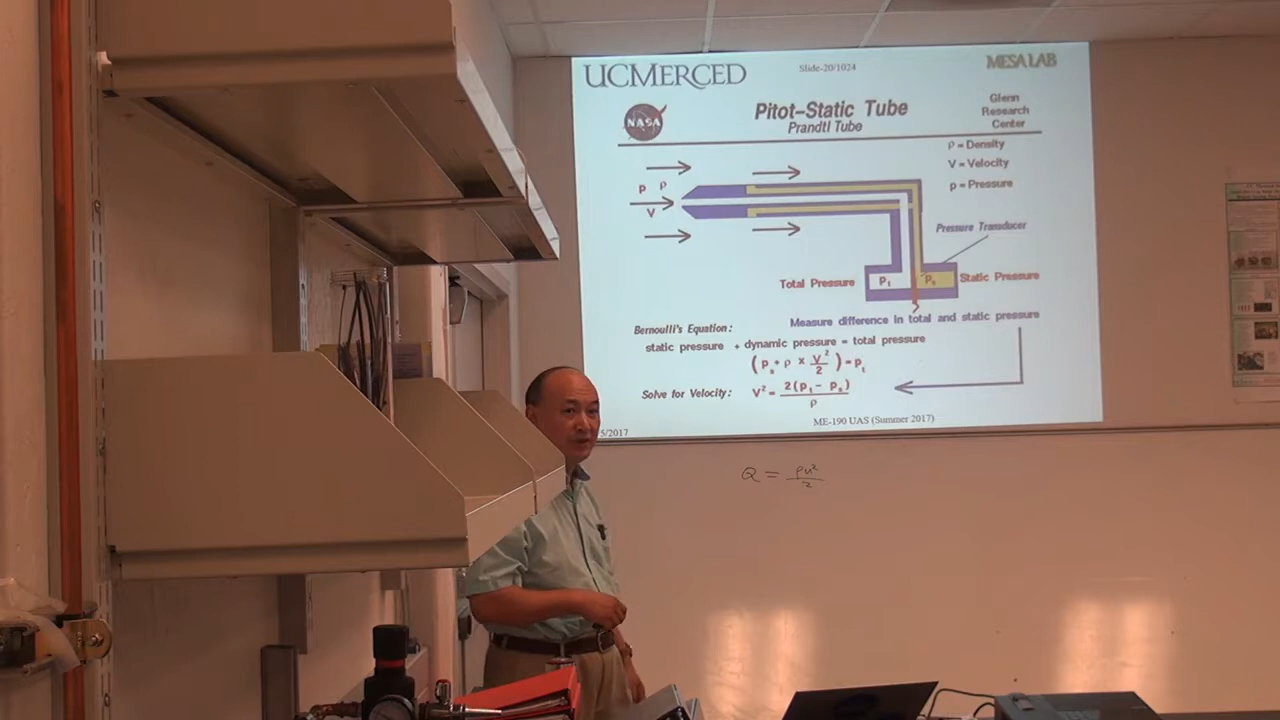 UCMERCED
Slide-20/1024
MESA LAB
NASA
Pitot-Static Tube
Prandtl Tube
Glenn
Research
Center
ρ = Density
V = Velocity
p = Pressure
p ρ
V
Pressure Transducer
Total Pressure
Pt
Ps
Static Pressure
Measure difference in total and static pressure
Bernoulli's Equation:
static pressure + dynamic pressure = total pressure
(ps + ρ × V²/2) = pt
Solve for Velocity: V² = 2(pt - ps)/ρ
5/2017
ME-190 UAS (Summer 2017)
Q = ρu²/2